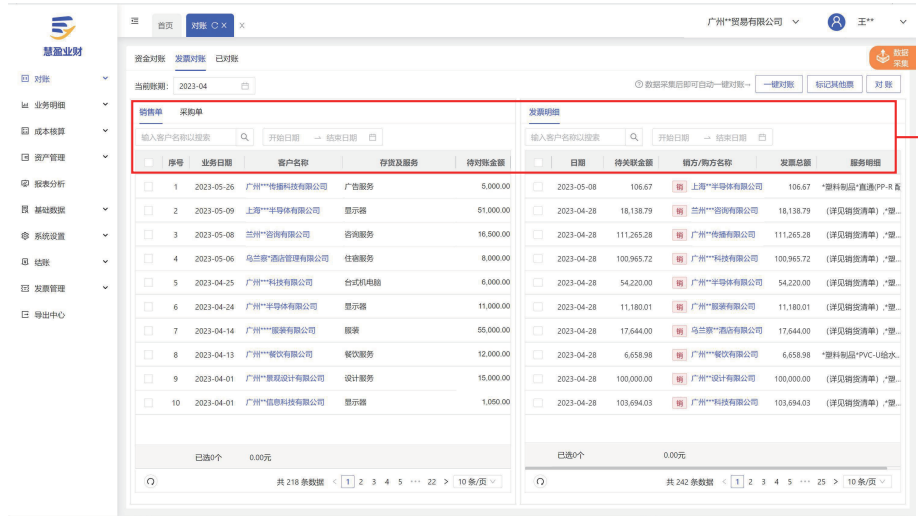 慧盈业财
首页 对账 C X X 广州**贸易有限公司 王**
资金对账 发票对账 已对账
数据采集
当前账期： 2023-04 数据采集后即可自动一键对账→ 一键对账 标记其他票 对 账
对账
业务明细
成本核算
资产管理
报表分析
基础数据
系统设置
结账
发票管理
导出中心
销售单 采购单
输入客户名称以搜索 开始日期 → 结束日期
序号 业务日期 客户名称 存货及服务 待对账金额
1 2023-05-26 广州***传播科技有限公司 广告服务 5,000.00
2 2023-05-09 上海***半导体有限公司 显示器 51,000.00
3 2023-05-08 兰州**咨询有限公司 咨询服务 16,500.00
4 2023-05-06 乌兰察*酒店管理有限公司 住宿服务 8,000.00
5 2023-04-25 广州***科技有限公司 台式机电脑 6,000.00
6 2023-04-24 广州**半导体有限公司 显示器 11,000.00
7 2023-04-14 广州****服装有限公司 服装 55,000.00
8 2023-04-13 广州***餐饮有限公司 餐饮服务 12,000.00
9 2023-04-01 广州**景观设计有限公司 设计服务 15,000.00
10 2023-04-01 广州**信息科技有限公司 显示器 1,050.00
已选0个 0.00元
共 218 条数据 < 1 2 3 4 5 ··· 22 > 10 条/页
发票明细
输入客户名称以搜索 开始日期 → 结束日期
日期 待关联金额 销方/购方名称 发票总额 服务明细
2023-05-08 106.67 销 上海**半导体有限公司 106.67 *塑料制品*直通(PP-R 配
2023-04-28 18,138.79 销 兰州***咨询有限公司 18,138.79 (详见销货清单) ,*塑...
2023-04-28 111,265.28 销 广州**传播有限公司 111,265.28 (详见销货清单) ,*塑...
2023-04-28 100,965.72 销 广州***科技有限公司 100,965.72 (详见销货清单) ,*塑...
2023-04-28 54,220.00 销 广州***科技有限公司 54,220.00 (详见销货清单) ,*塑...
2023-04-28 11,180.01 销 广州**服装有限公司 11,180.01 (详见销货清单) ,*塑...
2023-04-28 17,644.00 销 乌兰察**酒店有限公司 17,644.00 (详见销货清单) ,*塑...
2023-04-28 6,658.98 销 广州***餐饮有限公司 6,658.98 *塑料制品*PVC-U给水...
2023-04-28 100,000.00 销 广州**设计有限公司 100,000.00 (详见销货清单) ,*塑...
2023-04-28 103,694.03 销 广州***科技有限公司 103,694.03 (详见销货清单) ,*塑...
已选0个 0.00元
共 242 条数据 < 1 2 3 4 5 ··· 25 > 10 条/页